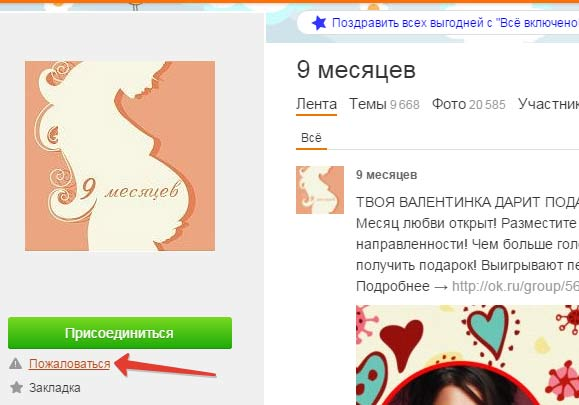 Поздравить всех выгодней с "Всё включено
9 месяцев
9 месяцев
Лента Темы 9 668 Фото 20 585 Участник
Всё
9 месяцев
ТВОЯ ВАЛЕНТИНКА ДАРИТ ПОДА
Месяц любви открыт! Разместите
направленности! Чем больше голо
получить подарок! Выигрывают пе
Подробнее → http://ok.ru/group/56
Присоединиться
Пожаловаться
Закладка